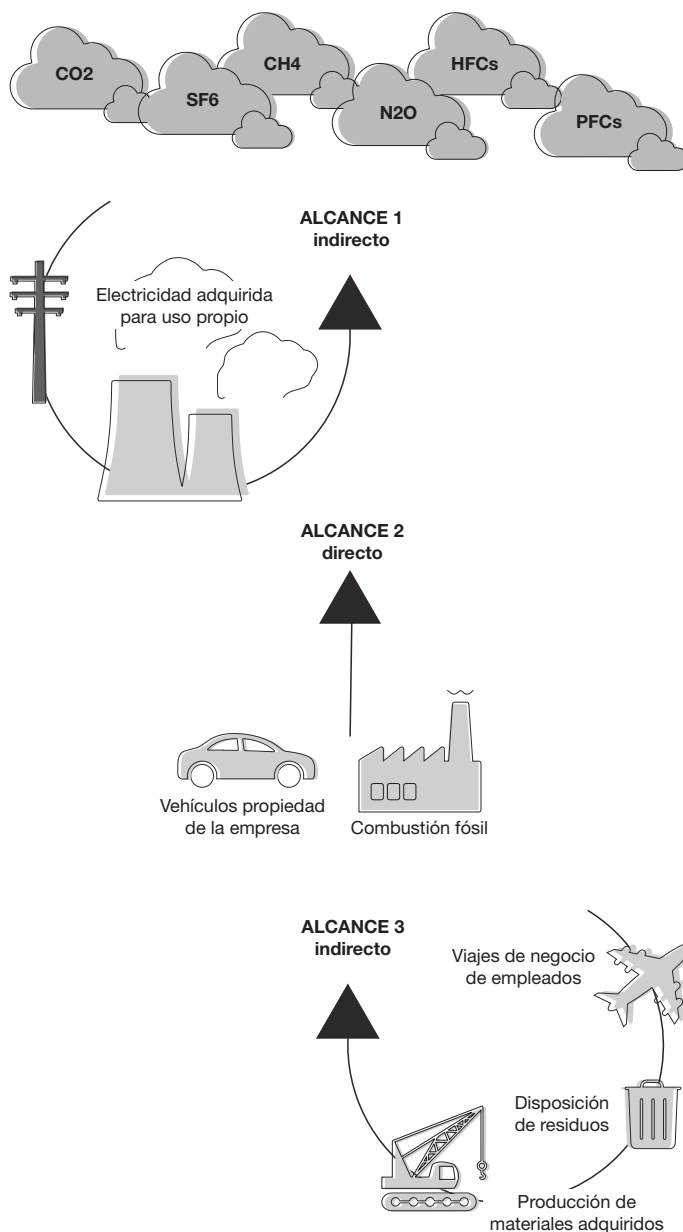 CO2
SF6
CH4
N2O
HFCs
PFCs
ALCANCE 1
indirecto
Electricidad adquirida
para uso propio
ALCANCE 2
directo
Vehículos propiedad
de la empresa
Combustión fósil
ALCANCE 3
indirecto
Viajes de negocio
de empleados
Disposición
de residuos
Producción de
materiales adquiridos